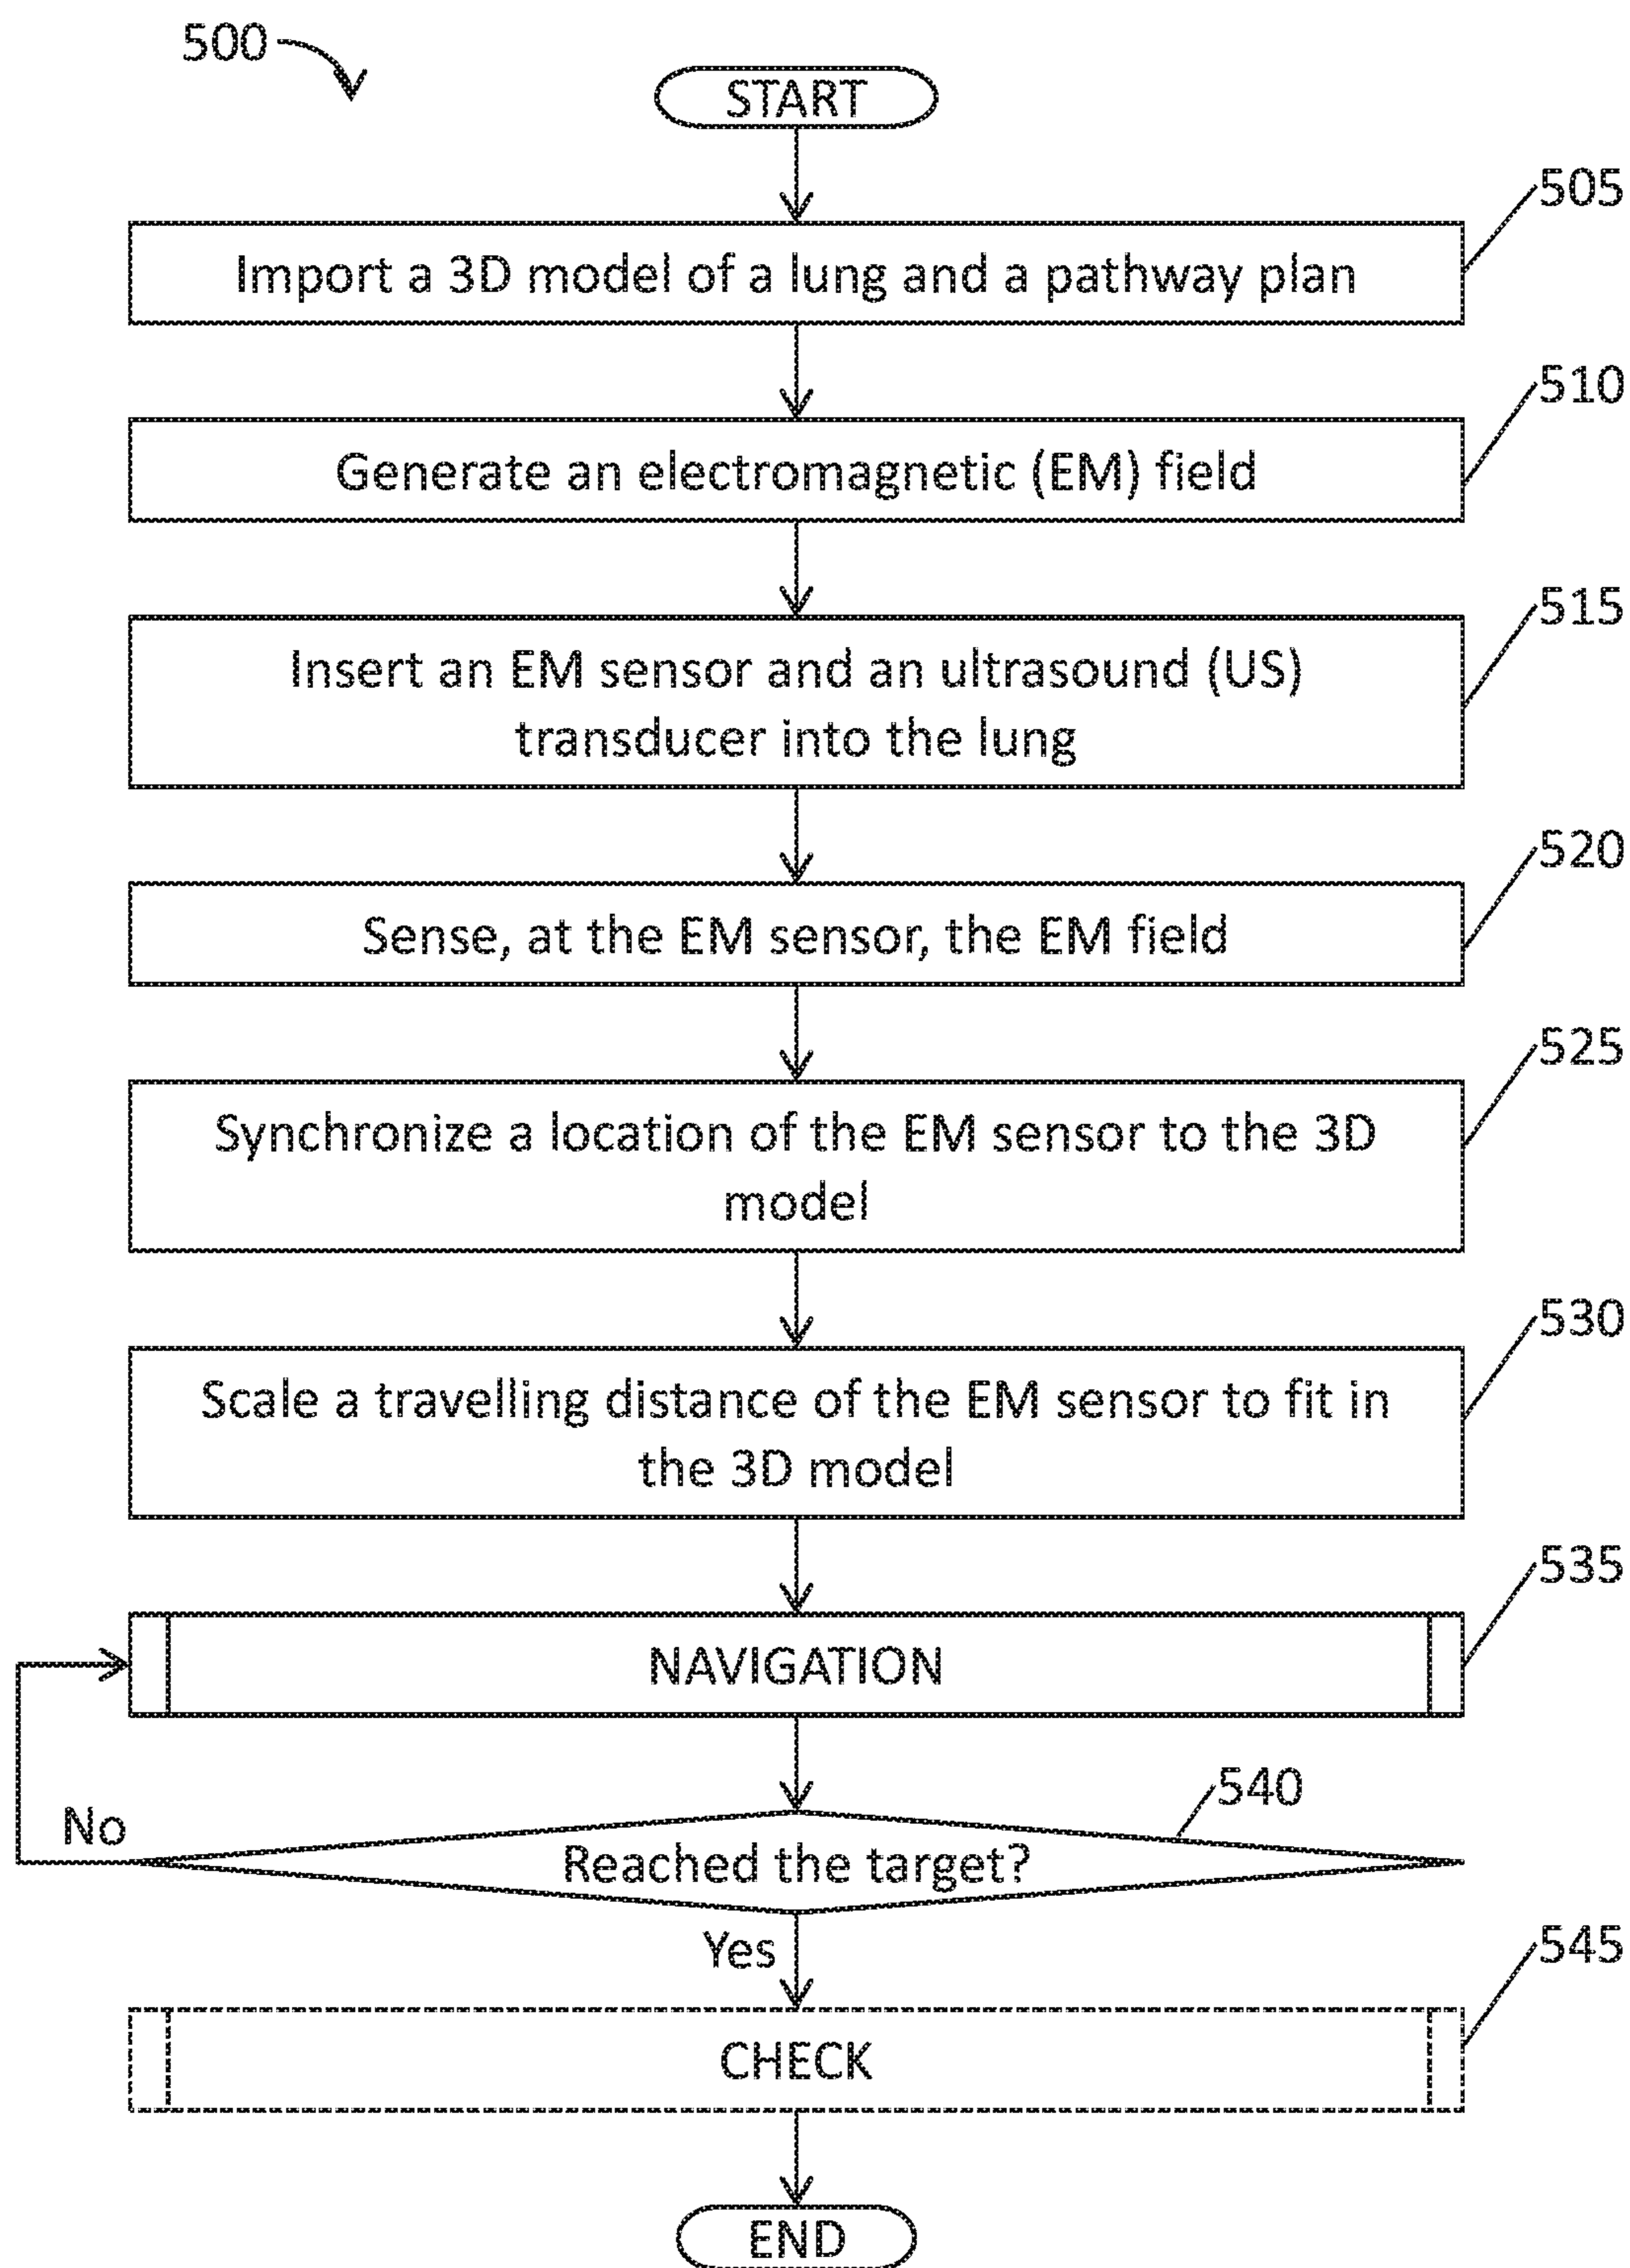 500
START
505
Import a 3D model of a lung and a pathway plan
510
Generate an electromagnetic (EM) field
515
Insert an EM sensor and an ultrasound (US)
transducer into the lung
520
Sense, at the EM sensor, the EM field
525
Synchronize a location of the EM sensor to the 3D
model
530
Scale a travelling distance of the EM sensor to fit in
the 3D model
535
NAVIGATION
540
No
Reached the target?
Yes
545
CHECK
END